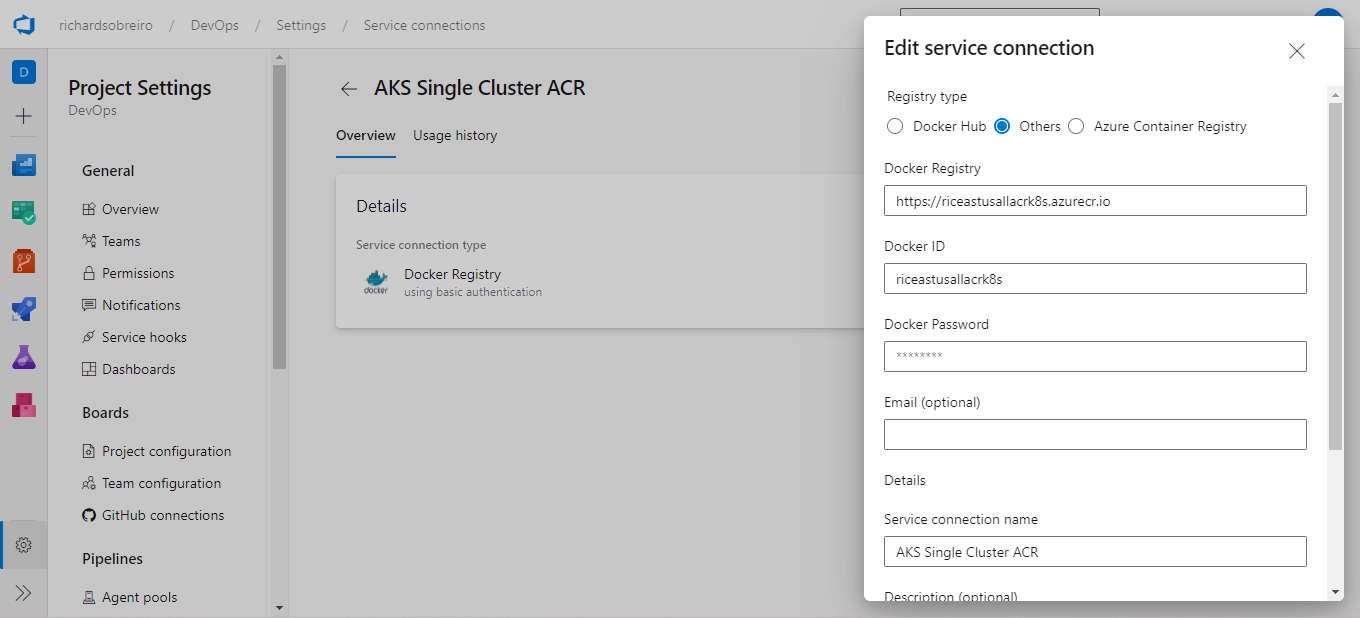 richardsobreiro / DevOps / Settings / Service connections
D
Project Settings
DevOps
General
Overview
Teams
Permissions
Notifications
Service hooks
Dashboards
Boards
Project configuration
Team configuration
GitHub connections
Pipelines
Agent pools
AKS Single Cluster ACR
Overview Usage history
Details
Service connection type
docker
Docker Registry
using basic authentication
Edit service connection
Registry type
Docker Hub Others Azure Container Registry
Docker Registry
https://riceastusallacrk8s.azurecr.io
Docker ID
riceastusallacrk8s
Docker Password
********
Email (optional)
Details
Service connection name
AKS Single Cluster ACR
Description (optional)